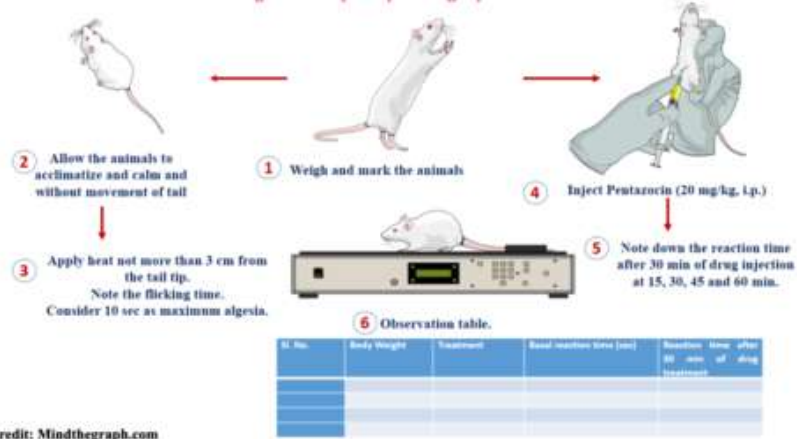 2 Allow the animals to
acclimatize and calm and
without movement of tail
1 Weigh and mark the animals
4 Inject Pentazocin (20 mg/kg, i.p.)
3 Apply heat not more than 3 cm from
the tail tip.
Note the flicking time.
Consider 10 sec as maximum algesia.
5 Note down the reaction time
after 30 min of drug injection
at 15, 30, 45 and 60 min.
6 Observation table.
Sl. No. Body Weight Treatment Basal reaction time (sec) Reaction time after
30 min of drug
treatment
redit: Mindthegraph.com